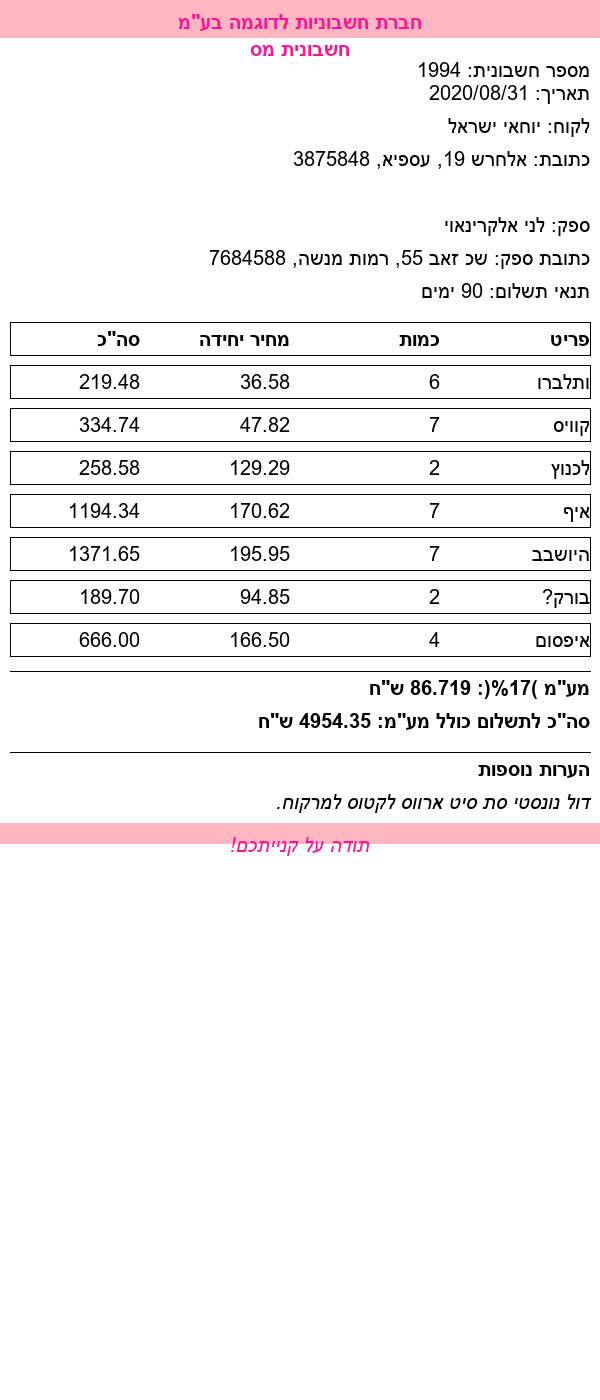 חברת חשבוניות לדוגמה בע"מ
חשבונית מס
מספר חשבונית: 1994
תאריך: 2020/08/31
לקוח: יוחאי ישראל
כתובת: אלחרש 19, עספיא, 3875848
ספק: לני אלקרינאוי
כתובת ספק: שכ זאב 55, רמות מנשה, 7684588
תנאי תשלום: 90 ימים
פריט כמות מחיר יחידה סה"כ
ותלברו 6 36.58 219.48
קוויס 7 47.82 334.74
לכנוץ 2 129.29 258.58
איף 7 170.62 1194.34
היושבב 7 195.95 1371.65
בורק? 2 94.85 189.70
איפסום 4 166.50 666.00
מע"מ )17%(: 86.719 ש"ח
סה"כ לתשלום כולל מע"מ: 4954.35 ש"ח
הערות נוספות
דול נונסטי סת סיט ארווס לקטוס למרקוח.
תודה על קנייתכם!